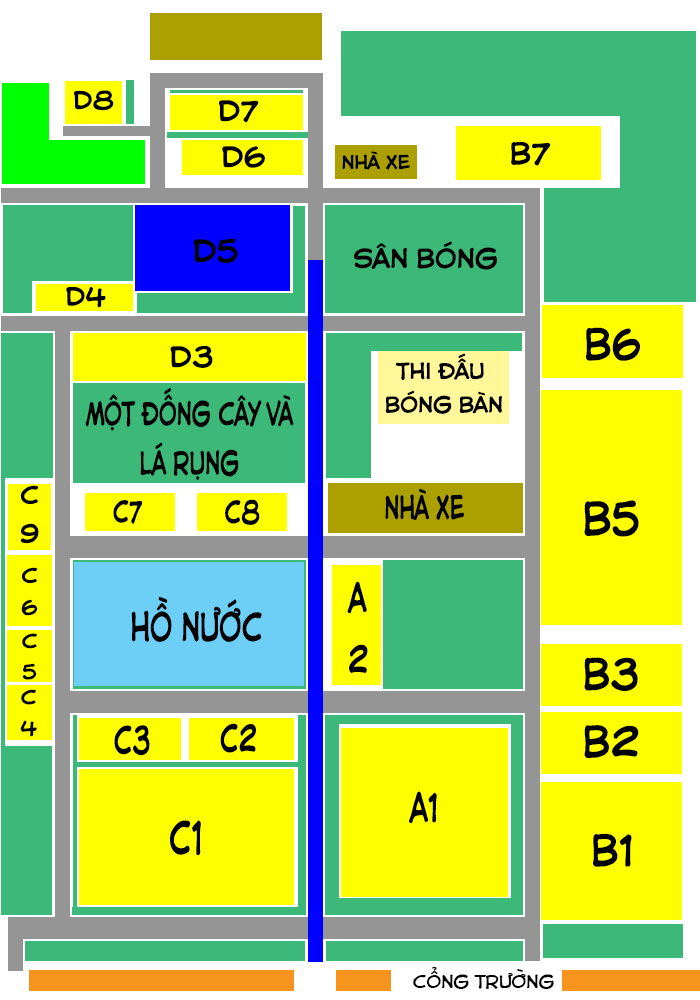 D8
D7
D6
NHÀ XE
B7
D5
SÂN BÓNG
D4
B6
D3
THI ĐẤU
BÓNG BÀN
MỘT ĐỐNG CÂY VÀ
LÁ RỤNG
C
9
C7
C8
NHÀ XE
B5
C
6
HỒ NƯỚC
A
2
C
5
B3
C
4
C3
C2
B2
C1
A1
B1
CỔNG TRƯỜNG